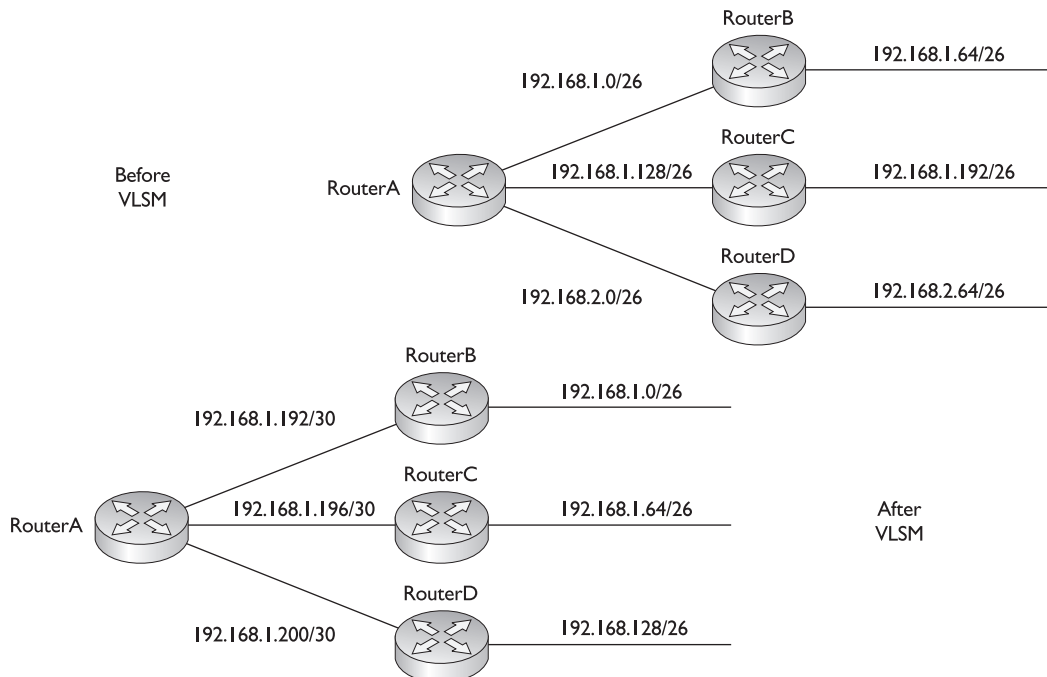 RouterB
192.168.1.64/26
192.168.1.0/26
RouterC
Before
VLSM
RouterA
192.168.1.128/26
192.168.1.192/26
RouterD
192.168.2.0/26
192.168.2.64/26
RouterB
192.168.1.0/26
192.168.1.192/30
RouterC
RouterA
192.168.1.196/30
192.168.1.64/26
After
VLSM
RouterD
192.168.1.200/30
192.168.128/26